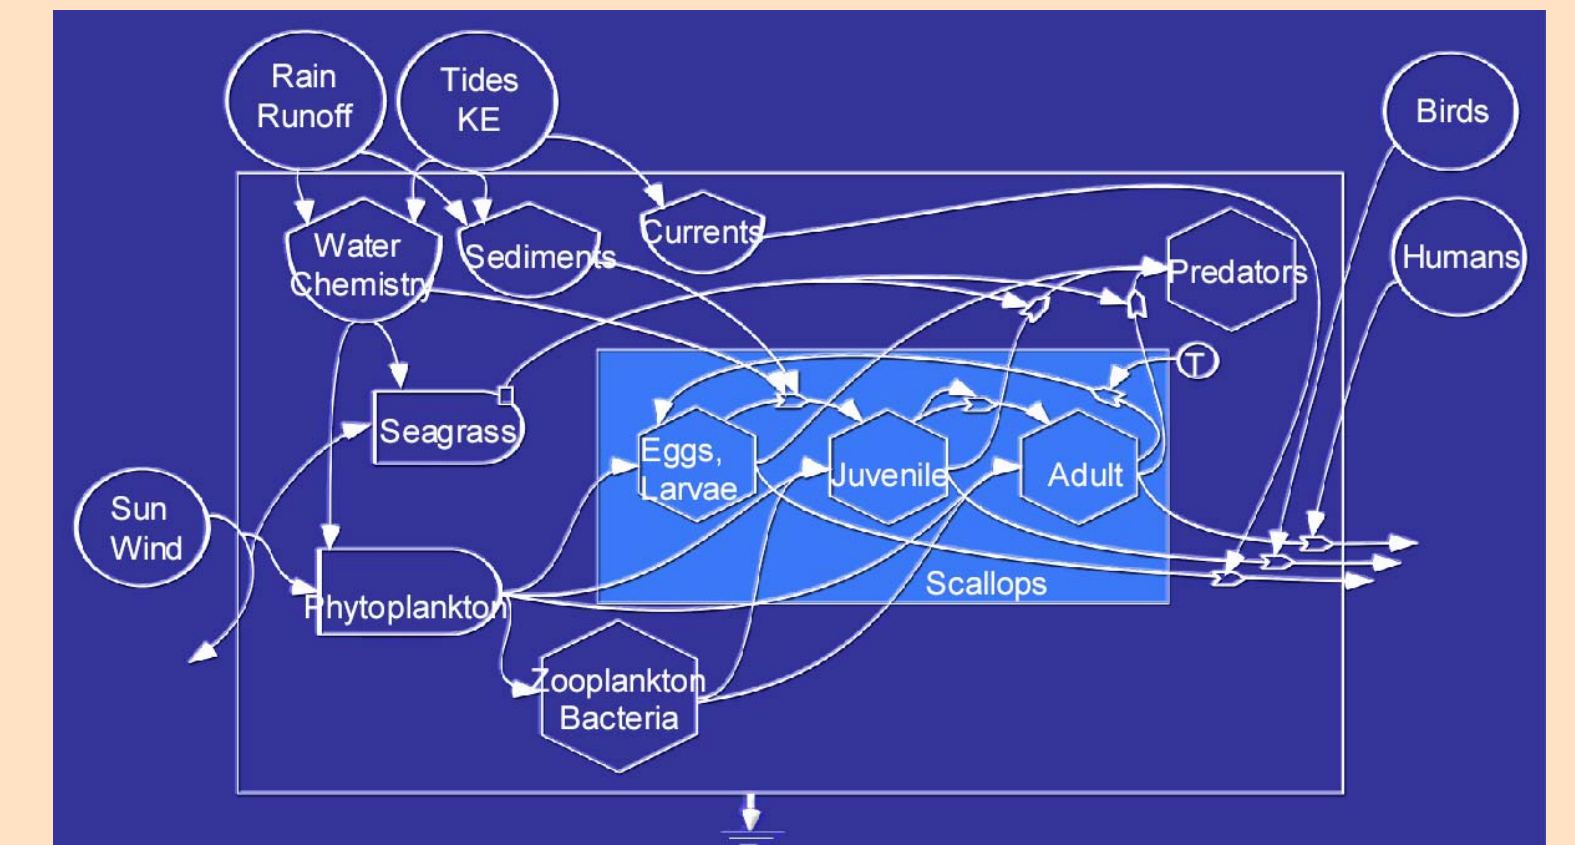 Rain
Runoff
Tides
KE
Birds
Water
Chemistry
Sediments
Currents
Predators
Humans
T
Seagrass
Eggs,
Larvae
Juvenile
Adult
Sun
Wind
Phytoplankton
Scallops
Zooplankton
Bacteria